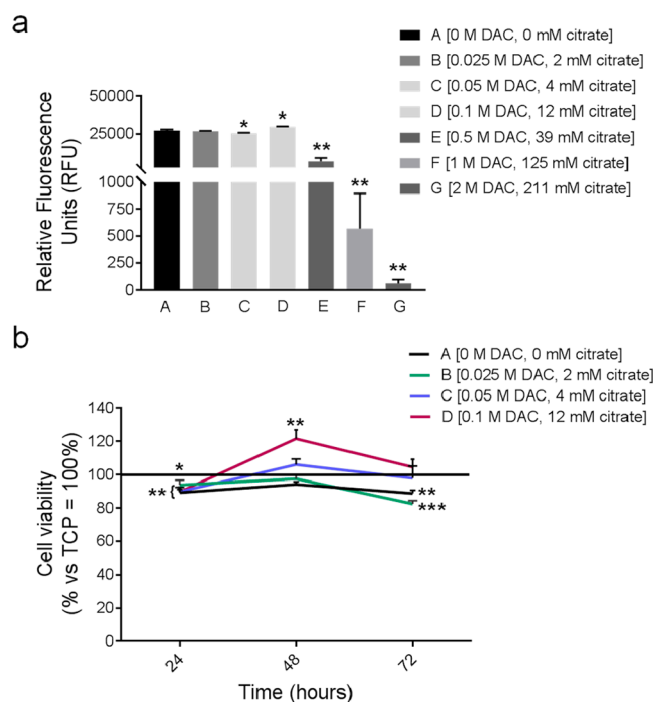 a
A [0 M DAC, 0 mM citrate]
B [0.025 M DAC, 2 mM citrate]
C [0.05 M DAC, 4 mM citrate]
D [0.1 M DAC, 12 mM citrate]
E [0.5 M DAC, 39 mM citrate]
F [1 M DAC, 125 mM citrate]
G [2 M DAC, 211 mM citrate]
Relative Fluorescence
Units (RFU)
50000
25000
1000
750
500
250
0
* * ** ** **
A B C D E F G
b
A [0 M DAC, 0 mM citrate]
B [0.025 M DAC, 2 mM citrate]
C [0.05 M DAC, 4 mM citrate]
D [0.1 M DAC, 12 mM citrate]
Cell viability
(% vs TCP = 100%)
140
120
100
80
60
40
20
0
**
*
**{
**
***
24 48 72
Time (hours)